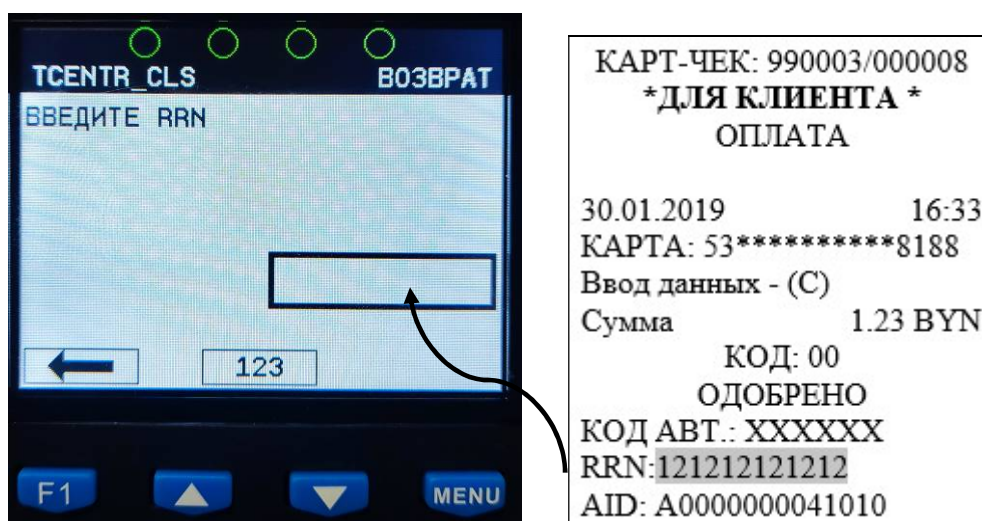 TCENTR_CLS ВОЗВРАТ
ВВЕДИТЕ RRN
123
F1 MENU
КАРТ-ЧЕК: 990003/000008
*ДЛЯ КЛИЕНТА *
ОПЛАТА
30.01.2019 16:33
КАРТА: 53**********8188
Ввод данных - (C)
Сумма 1.23 BYN
КОД: 00
ОДОБРЕНО
КОД АВТ.: XXXXXX
RRN:121212121212
AID: A0000000041010